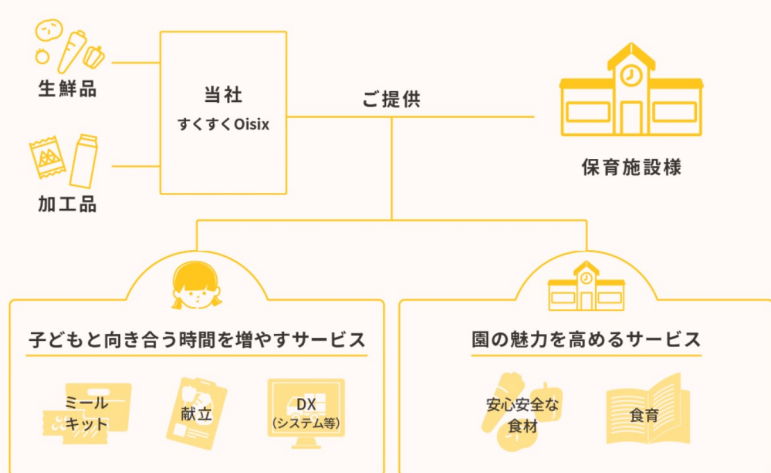 生鮮品
加工品
当社
すくすくOisix
ご提供
保育施設様
子どもと向き合う時間を増やすサービス
ミール
キット
献立
DX
(システム等)
園の魅力を高めるサービス
安心安全な
食材
食育